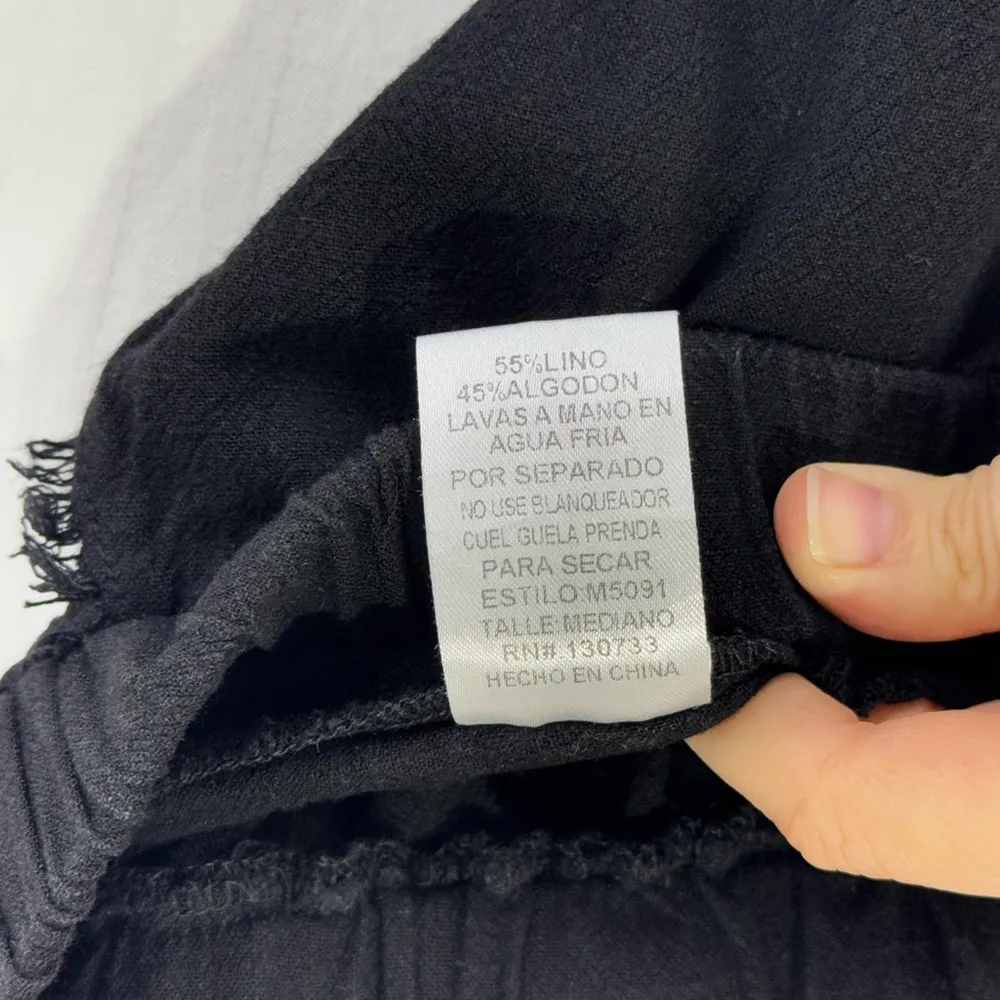 55%LINO
45%ALGODON
LAVAS A MANO EN
AGUA FRIA
POR SEPARADO
NO USE BLANQUEADOR
CUEL GUELA PRENDA
PARA SECAR
ESTILO:M5091
TALLE:MEDIANO
RN#.130733
HECHO EN CHINA